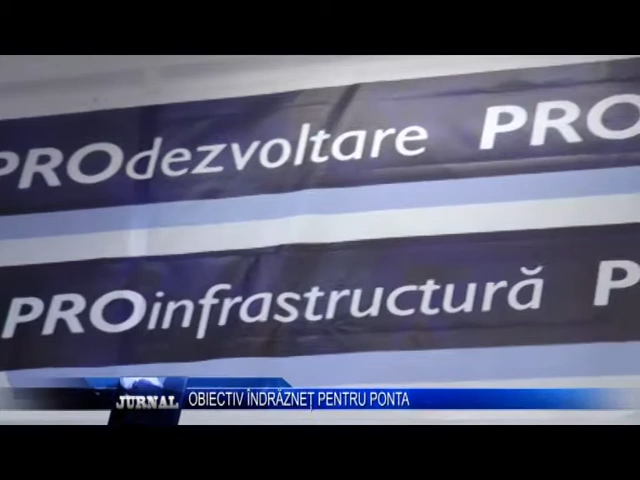 PROdezvoltare PRO
PROinfrastructură P
JURNAL OBIECTIV ÎNDRĂZNEȚ PENTRU PONTA